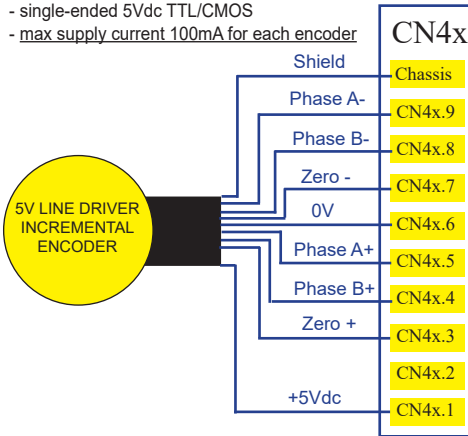 - single-ended 5Vdc TTL/CMOS
- max supply current 100mA for each encoder
CN4x
Shield
Chassis
Phase A-
CN4x.9
Phase B-
CN4x.8
Zero -
CN4x.7
5V LINE DRIVER
INCREMENTAL
ENCODER
0V
CN4x.6
Phase A+
CN4x.5
Phase B+
CN4x.4
Zero +
CN4x.3
CN4x.2
+5Vdc
CN4x.1